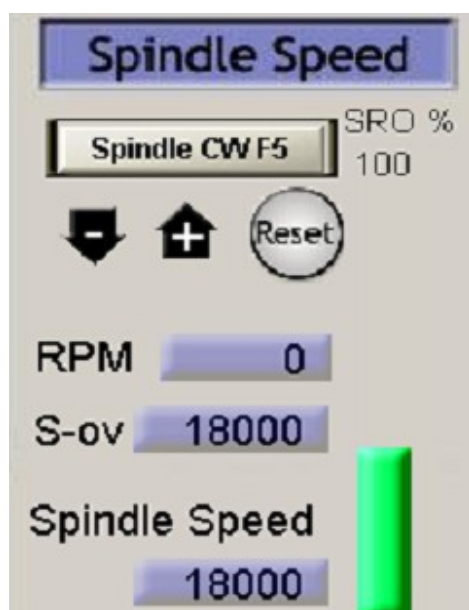 Spindle Speed
Spindle CW F5
SRO %
100
-
+
Reset
RPM 0
S-ov 18000
Spindle Speed
18000